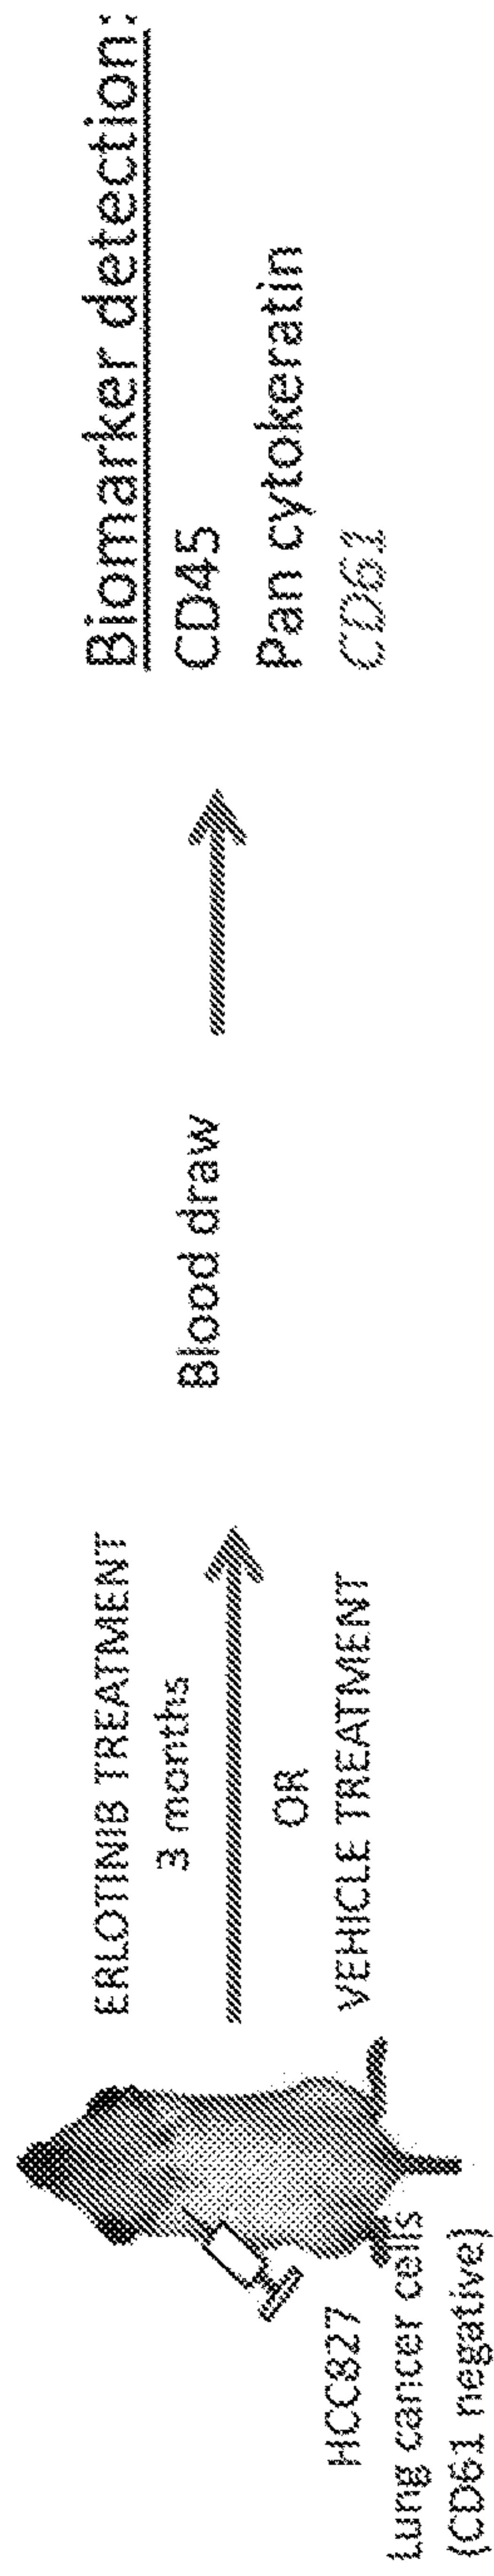 HCC827
Lung cancer cells
(CD61 negative)
ERLOTINIB TREATMENT
3 months
OR
VEHICLE TREATMENT
Blood draw
Biomarker detection:
CD45
Pan cytokeratin
CD61